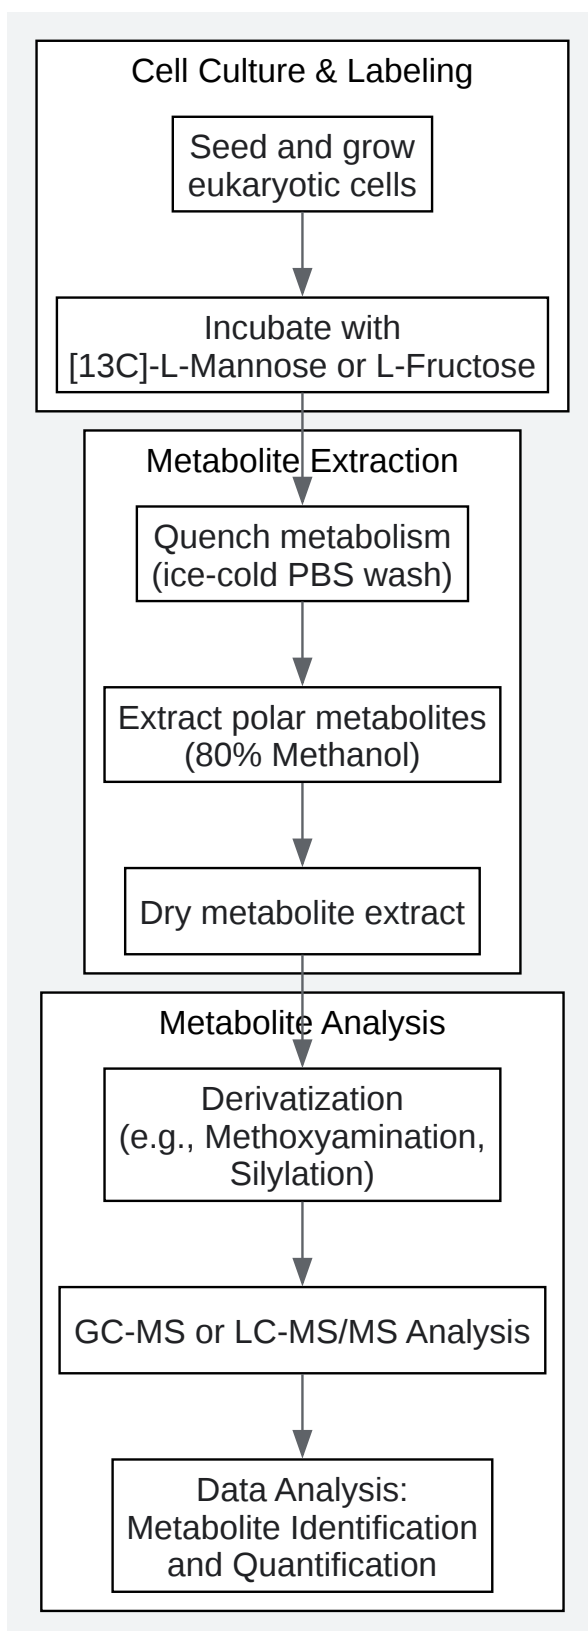 Cell Culture & Labeling
Seed and grow
eukaryotic cells
Incubate with
[13C]-L-Mannose or L-Fructose
Metabolite Extraction
Quench metabolism
(ice-cold PBS wash)
Extract polar metabolites
(80% Methanol)
Dry metabolite extract
Metabolite Analysis
Derivatization
(e.g., Methoxyamination,
Silylation)
GC-MS or LC-MS/MS Analysis
Data Analysis:
Metabolite Identification
and Quantification